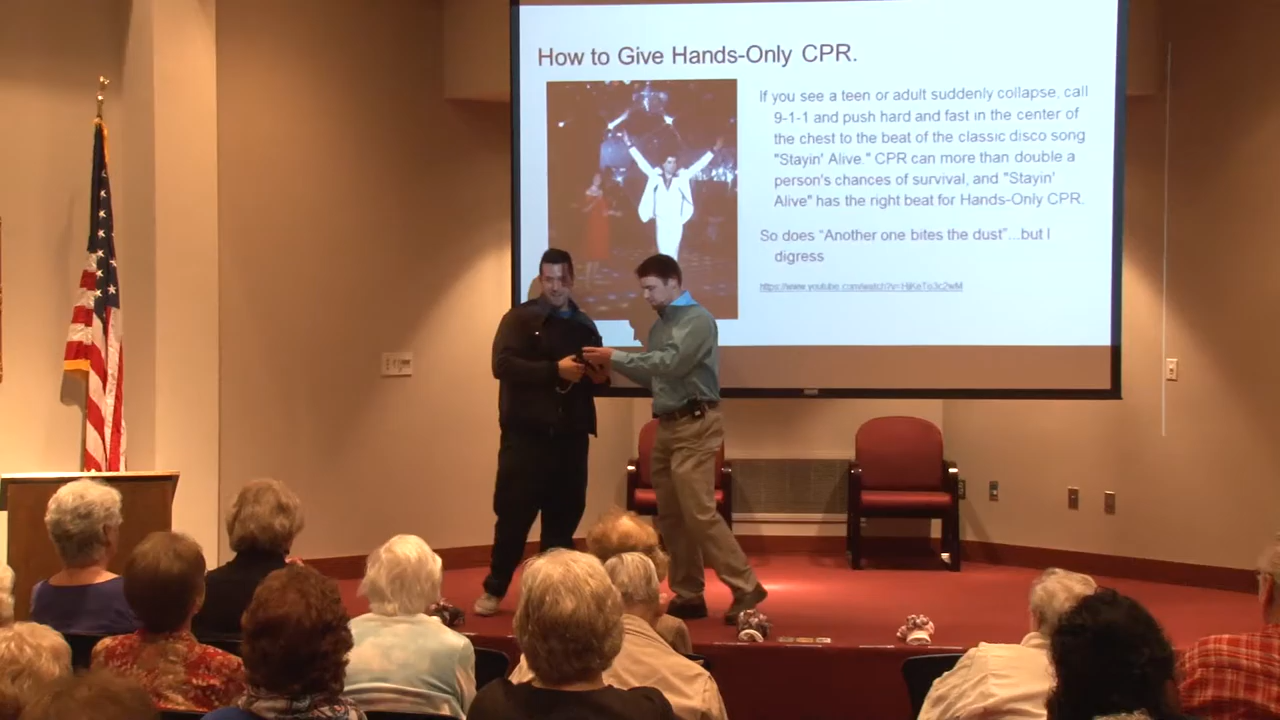 How to Give Hands-Only CPR.
If you see a teen or adult suddenly collapse, call
9-1-1 and push hard and fast in the center of
the chest to the beat of the classic disco song
"Stayin' Alive." CPR can more than double a
person's chances of survival, and "Stayin'
Alive" has the right beat for Hands-Only CPR.
So does "Another one bites the dust"...but I
digress